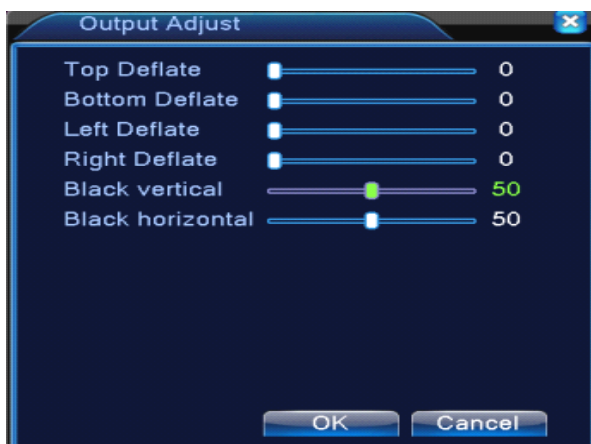 Output Adjust
Top Deflate 0
Bottom Deflate 0
Left Deflate 0
Right Deflate 0
Black vertical 50
Black horizontal 50
OK Cancel